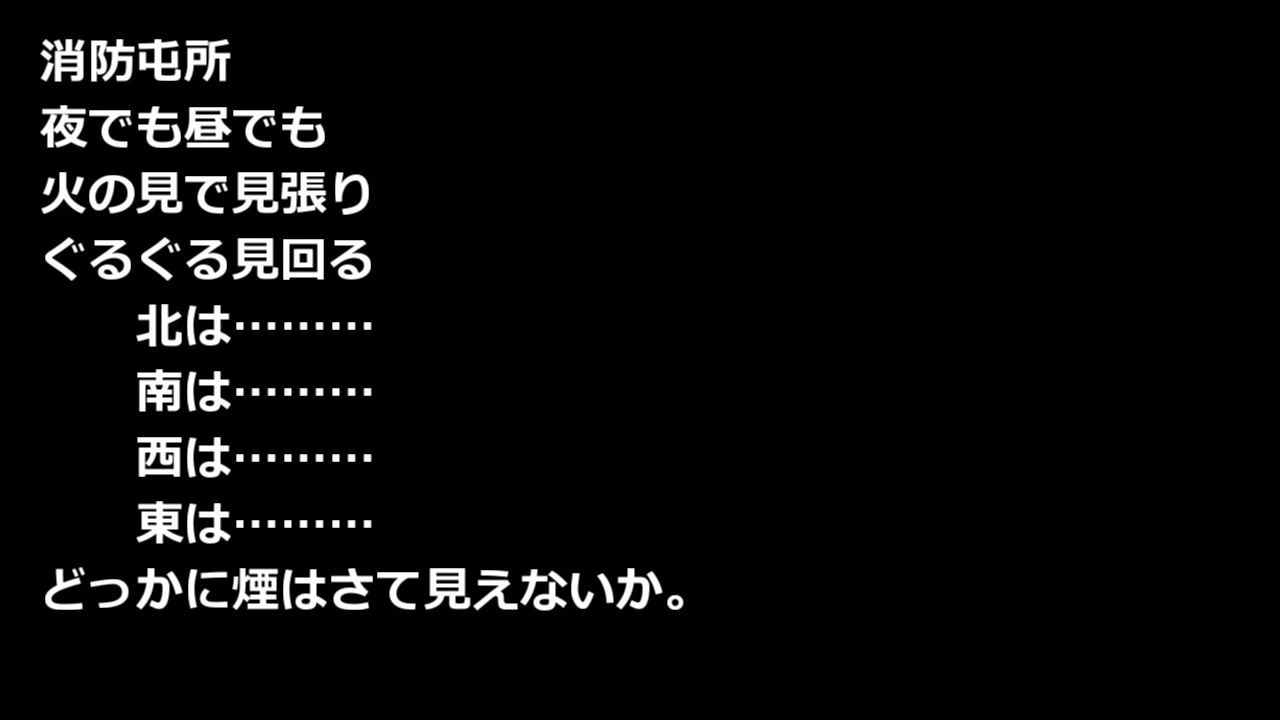 消防屯所
夜でも昼でも
火の見で見張り
ぐるぐる見回る
　　北は………
　　南は………
　　西は………
　　東は………
どっかに煙はさて見えないか。